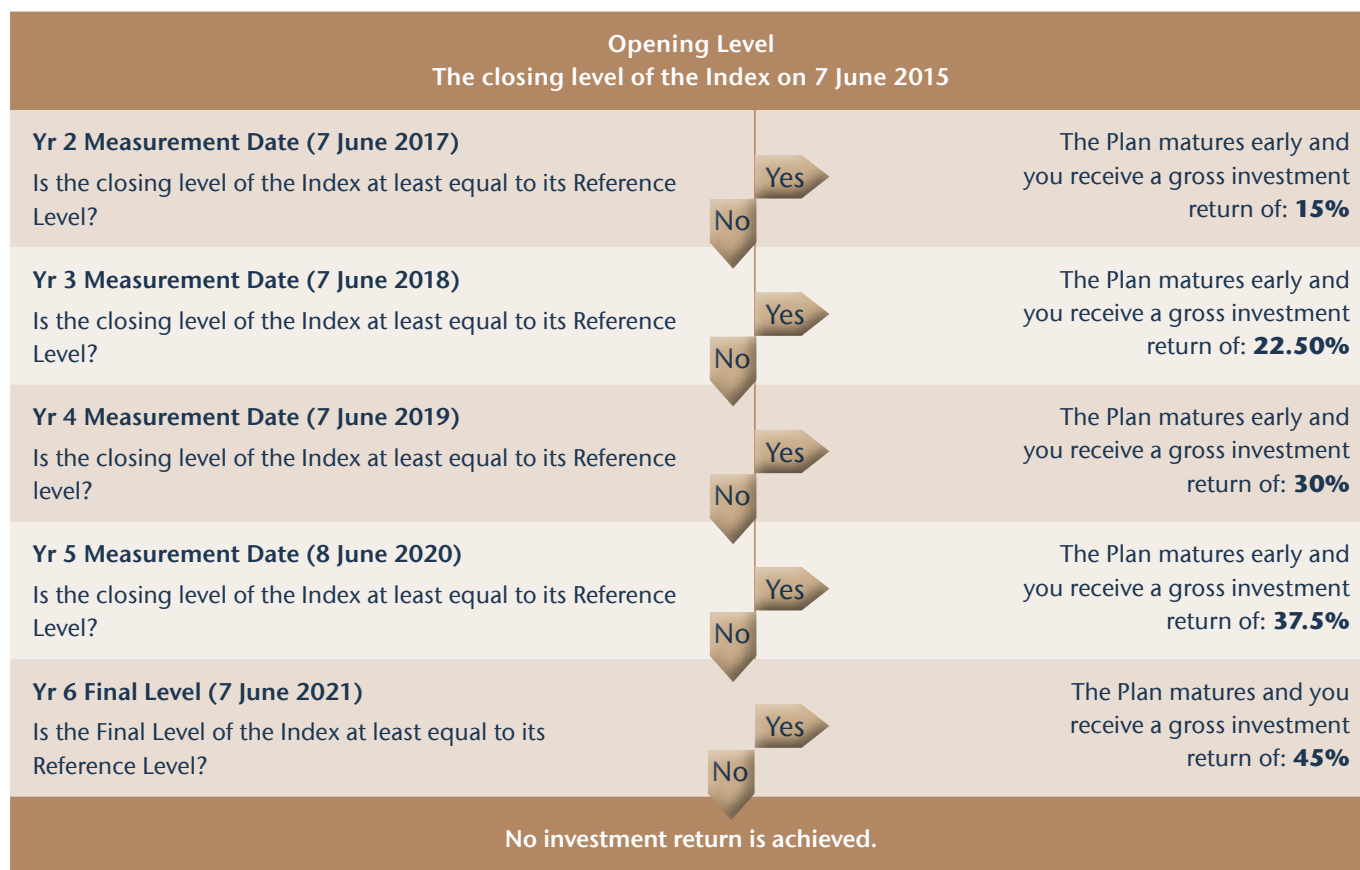 Opening Level
The closing level of the Index on 7 June 2015
Yr 2 Measurement Date (7 June 2017)
Is the closing level of the Index at least equal to its Reference
Level?
Yes
No
The Plan matures early and
you receive a gross investment
return of: 15%
Yr 3 Measurement Date (7 June 2018)
Is the closing level of the Index at least equal to its Reference
Level?
Yes
No
The Plan matures early and
you receive a gross investment
return of: 22.50%
Yr 4 Measurement Date (7 June 2019)
Is the closing level of the Index at least equal to its Reference
level?
Yes
No
The Plan matures early and
you receive a gross investment
return of: 30%
Yr 5 Measurement Date (8 June 2020)
Is the closing level of the Index at least equal to its Reference
Level?
Yes
No
The Plan matures early and
you receive a gross investment
return of: 37.5%
Yr 6 Final Level (7 June 2021)
Is the Final Level of the Index at least equal to its
Reference Level?
Yes
No
The Plan matures and you
receive a gross investment
return of: 45%
No investment return is achieved.